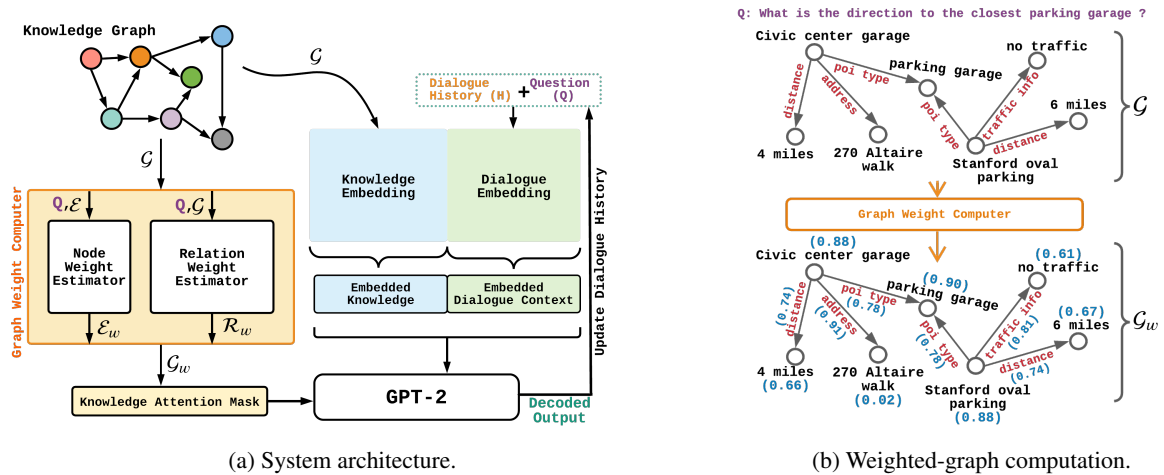 Knowledge Graph
𝒢
𝒢
Dialogue
History (H)
+
Question
(Q)
Graph Weight Computer
Q,ℰ
Q,𝒢
Node
Weight
Estimator
Relation
Weight
Estimator
ℰw
ℛw
𝒢w
Knowledge Attention Mask
Knowledge
Embedding
Dialogue
Embedding
Embedded
Knowledge
Embedded
Dialogue Context
GPT-2
Decoded
Output
Update Dialogue History
(a) System architecture.
Q: What is the direction to the closest parking garage ?
Civic center garage
no traffic
poi type
parking garage
distance
address
traffic info
6 miles
poi type
distance
4 miles
270 Altaire
walk
Stanford oval
parking
𝒢
Graph Weight Computer
(0.88)
Civic center garage
(0.61)
no traffic
(0.90)
parking garage
poi type
(0.78)
(0.74)
distance
address
(0.91)
traffic info
(0.81)
(0.67)
6 miles
poi type
(0.78)
distance
(0.74)
4 miles
(0.66)
270 Altaire
walk
(0.02)
Stanford oval
parking
(0.88)
𝒢w
(b) Weighted-graph computation.